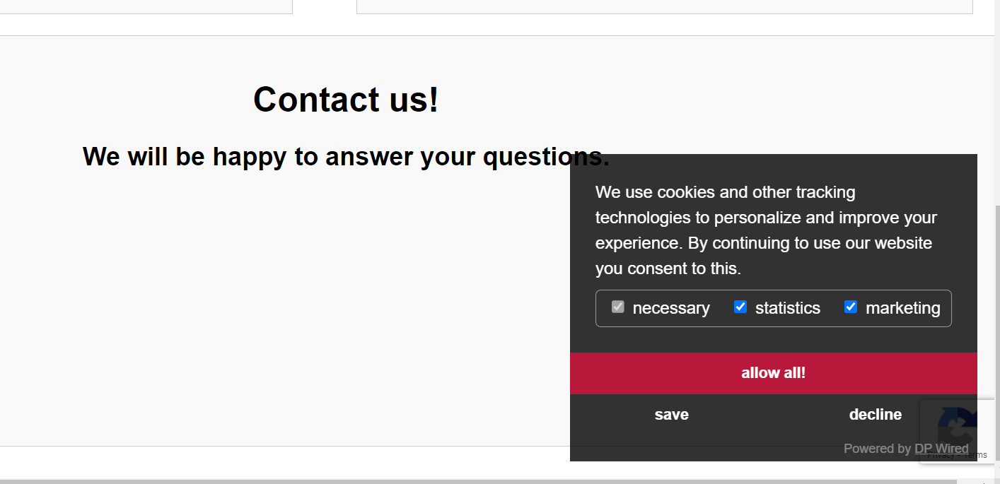 Contact us!
We will be happy to answer your questions.
We use cookies and other tracking
technologies to personalize and improve your
experience. By continuing to use our website
you consent to this.
necessary statistics marketing
allow all!
save decline
Powered by DP Wired
Privacy - Terms